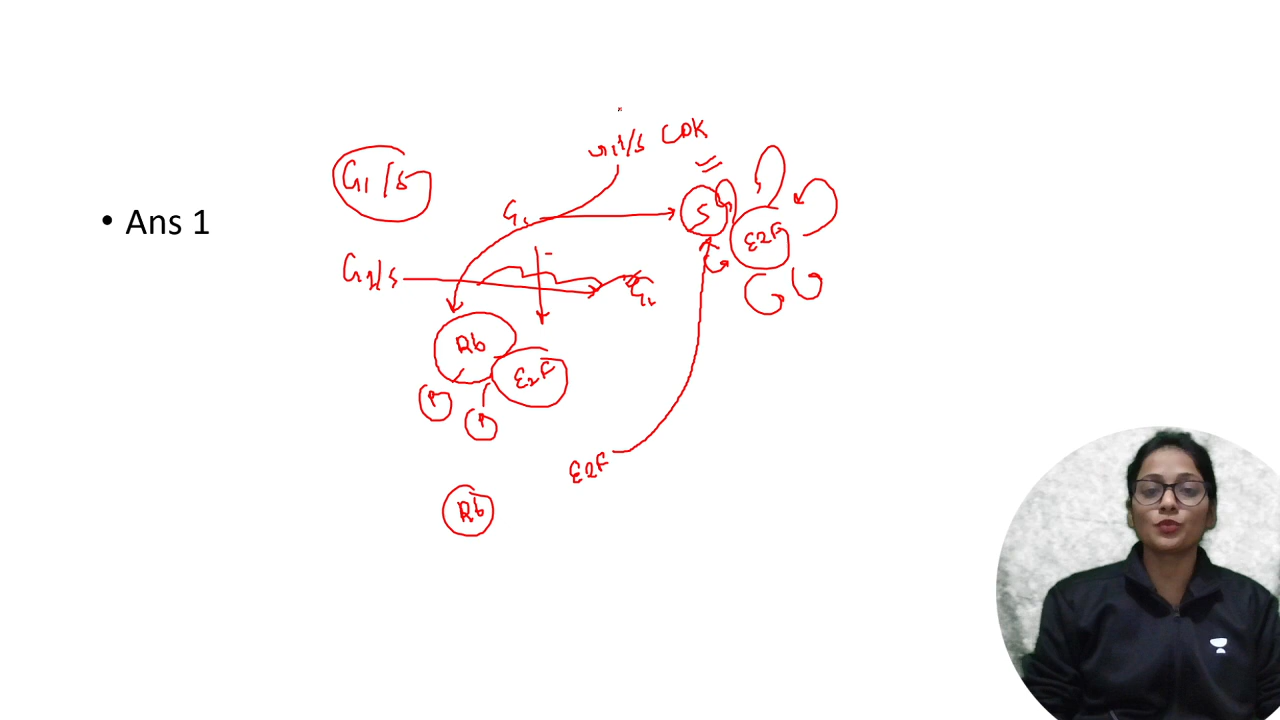 G1/S CDK
G1/S
• Ans 1
G1
S
E2F
G1
Rb
E2F
P
P
E2F
Rb